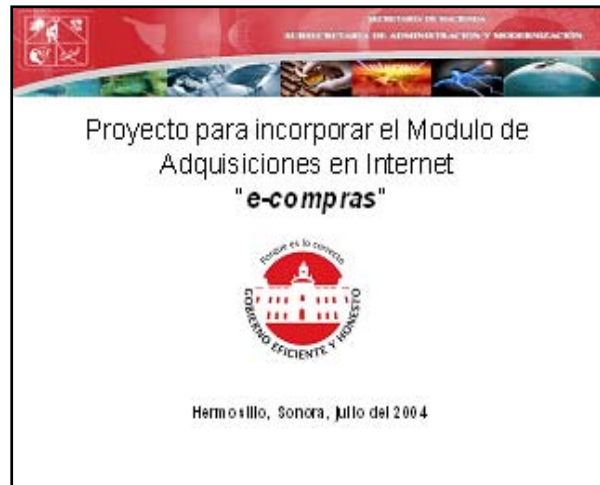 SECRETARIA DE HACIENDA
SUBSECRETARIA DE ADMINISTRACION Y MODERNIZACIÓN
Proyecto para incorporar el Modulo de
Adquisiciones en Internet
"e-compras"
Porque es lo correcto
GOBIERNO EFICIENTE Y HONESTO
Hermosillo, Sonora, julio del 2004